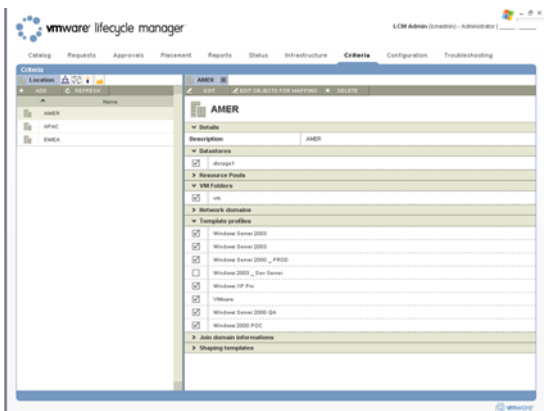 vmware lifecycle manager
LCM Admin (lcmadmin) - Administrator |
Catalog Requests Approvals Placement Reports Status Infrastructure Criteria Configuration Troubleshooting
Criteria
Location
ADD REFRESH
Name
AMER
APAC
EMEA
AMER
EDIT EDIT OBJECTS FOR MAPPING DELETE
AMER
Details
Description AMER
Datastores
storage1
Resource Pools
VM Folders
vm
Network domains
Template profiles
Windows Server 2003
Windows Server 2003
Windows Server 2000 _ PROD
Windows 2003 _ Dev Server
Windows XP Pro
VMware
Windows Server 2000 QA
Windows 2000 POC
Join domain informations
Shaping templates
vmware